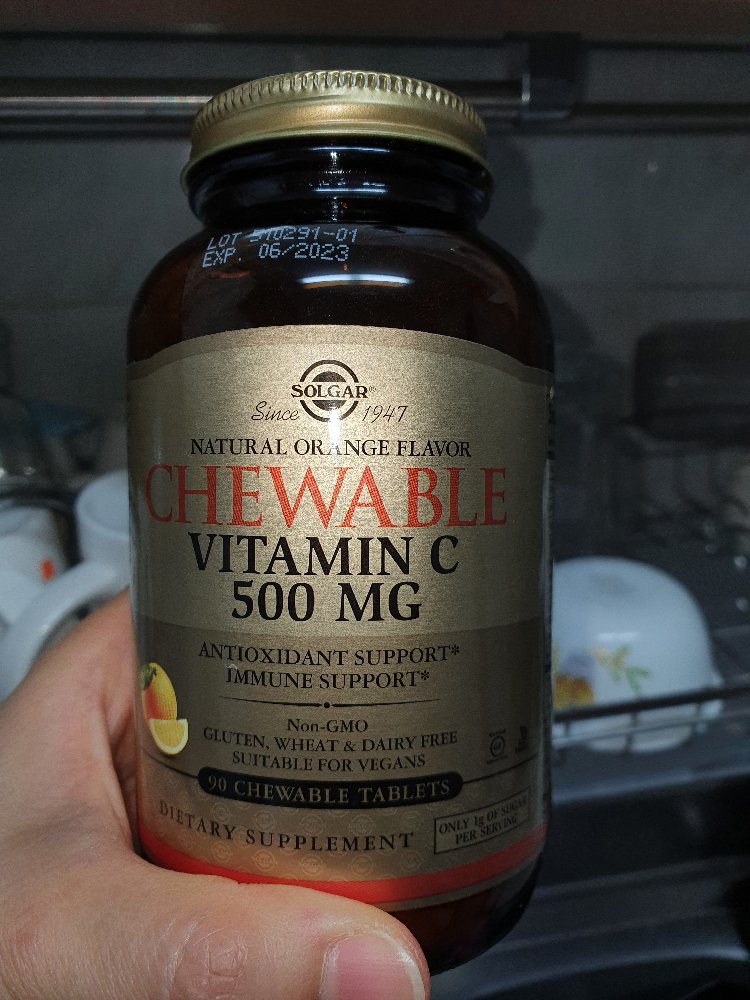 LOT 510291-01
EXP. 06/2023
SOLGAR®
Since 1947
NATURAL ORANGE FLAVOR
CHEWABLE
VITAMIN C
500 MG
ANTIOXIDANT SUPPORT*
IMMUNE SUPPORT*
Non-GMO
GLUTEN, WHEAT & DAIRY FREE
SUITABLE FOR VEGANS
90 CHEWABLE TABLETS
DIETARY SUPPLEMENT
ONLY 1g OF SUGAR
PER SERVING